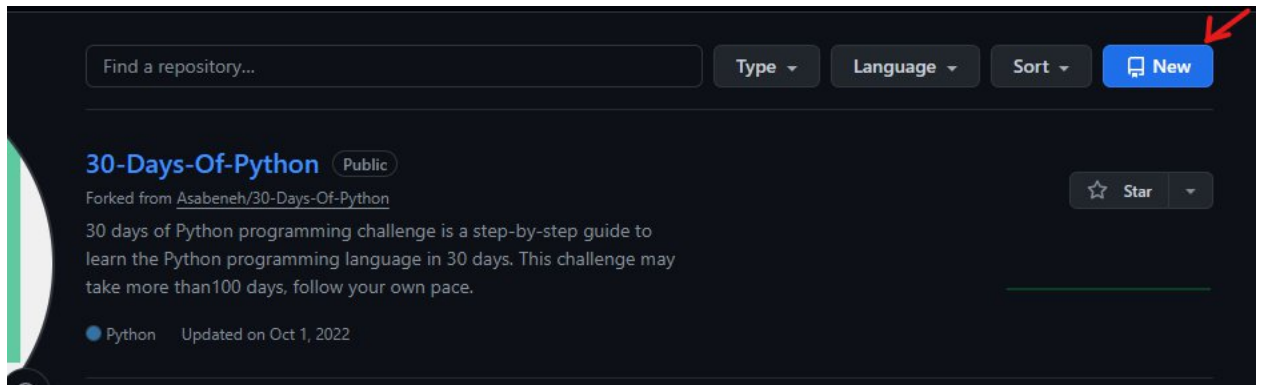 Find a repository...
Type
Language
Sort
New
30-Days-Of-Python Public
Forked from Asabeneh/30-Days-Of-Python
30 days of Python programming challenge is a step-by-step guide to
learn the Python programming language in 30 days. This challenge may
take more than100 days, follow your own pace.
Star
Python Updated on Oct 1, 2022